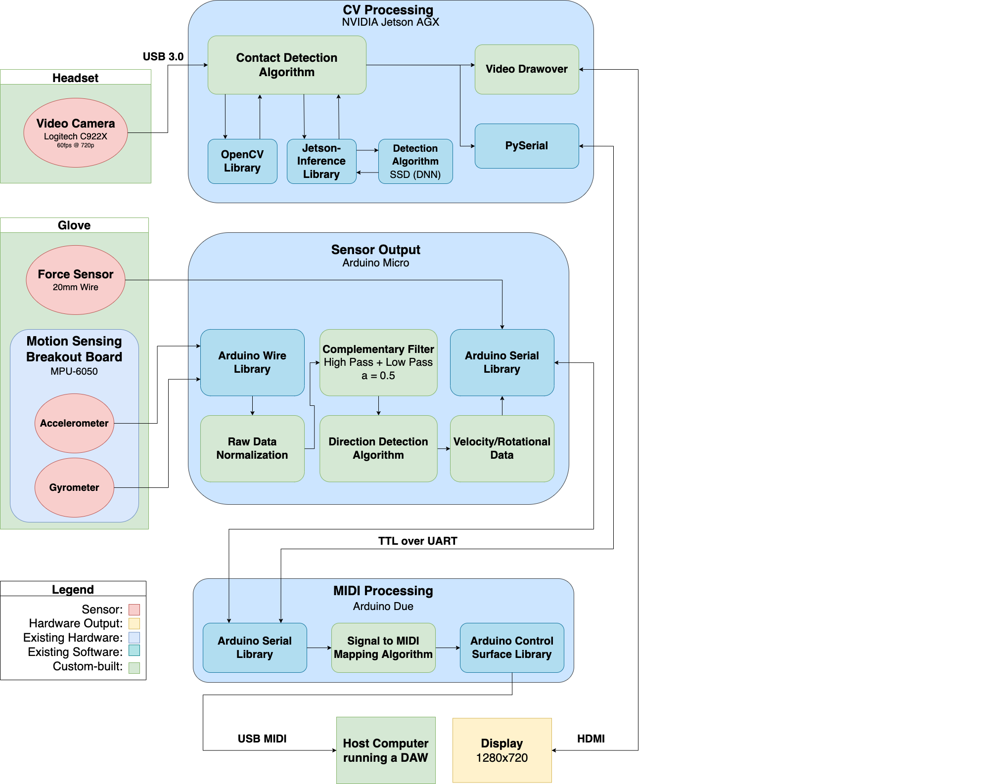 CV Processing
NVIDIA Jetson AGX
USB 3.0
Contact Detection
Algorithm
Video Drawover
Headset
Video Camera
Logitech C922X
60fps @ 720p
OpenCV
Library
Jetson-
Inference
Library
Detection
Algorithm
SSD (DNN)
PySerial
Glove
Force Sensor
20mm Wire
Motion Sensing
Breakout Board
MPU-6050
Accelerometer
Gyrometer
Sensor Output
Arduino Micro
Arduino Wire
Library
Complementary Filter
High Pass + Low Pass
a = 0.5
Arduino Serial
Library
Raw Data
Normalization
Direction Detection
Algorithm
Velocity/Rotational
Data
TTL over UART
Legend
Sensor:
Hardware Output:
Existing Hardware:
Existing Software:
Custom-built:
MIDI Processing
Arduino Due
Arduino Serial
Library
Signal to MIDI
Mapping Algorithm
Arduino Control
Surface Library
USB MIDI
Host Computer
running a DAW
Display
1280x720
HDMI